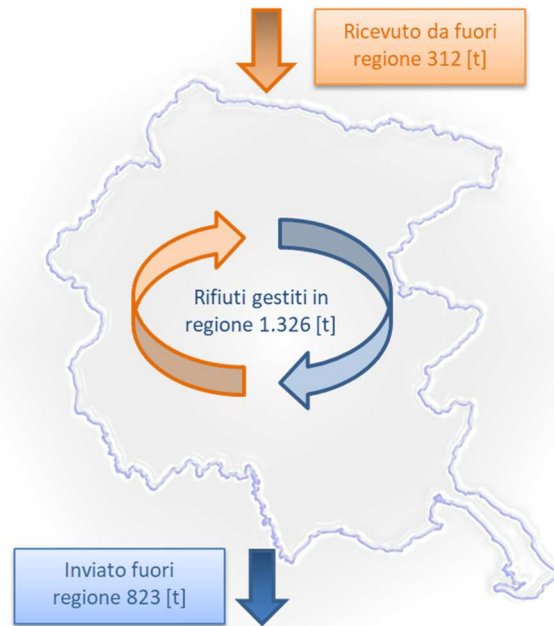 Ricevuto da fuori
regione 312 [t]
Rifiuti gestiti in
regione 1.326 [t]
Inviato fuori
regione 823 [t]